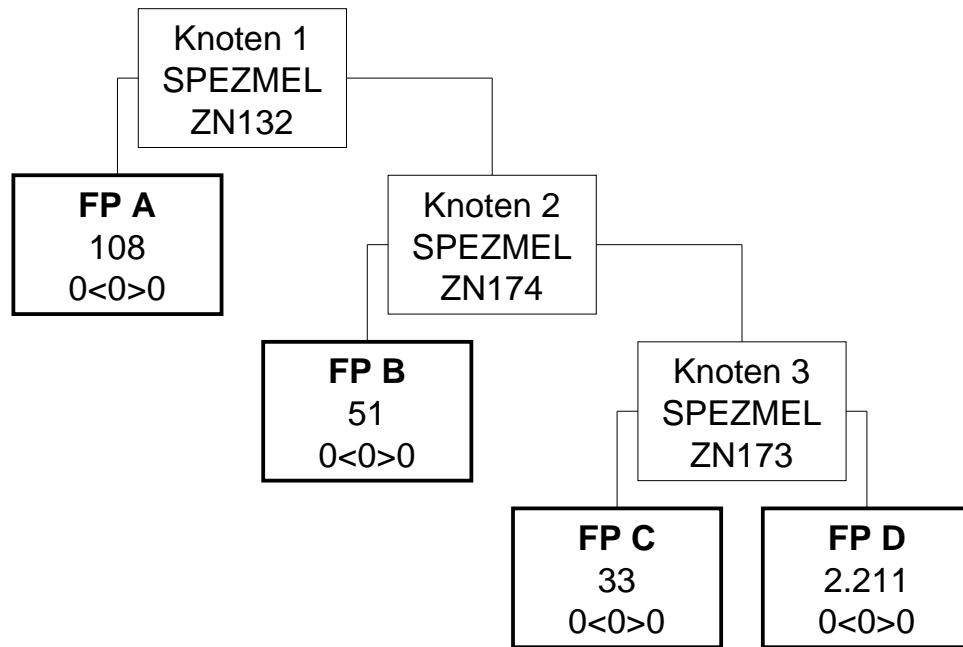 Knoten 1
SPEZMEL
ZN132
FP A
108
0<0>0
Knoten 2
SPEZMEL
ZN174
FP B
51
0<0>0
Knoten 3
SPEZMEL
ZN173
FP C
33
0<0>0
FP D
2.211
0<0>0